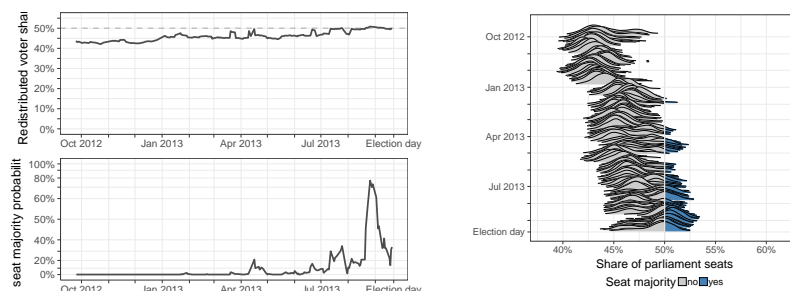 Redistributed voter shar
50%
40%
30%
20%
10%
0%
Oct 2012 Jan 2013 Apr 2013 Jul 2013 Election day
seat majority probabilit
100%
80%
60%
40%
20%
0%
Oct 2012 Jan 2013 Apr 2013 Jul 2013 Election day
Oct 2012
Jan 2013
Apr 2013
Jul 2013
Election day
40% 45% 50% 55% 60%
Share of parliament seats
Seat majority no yes